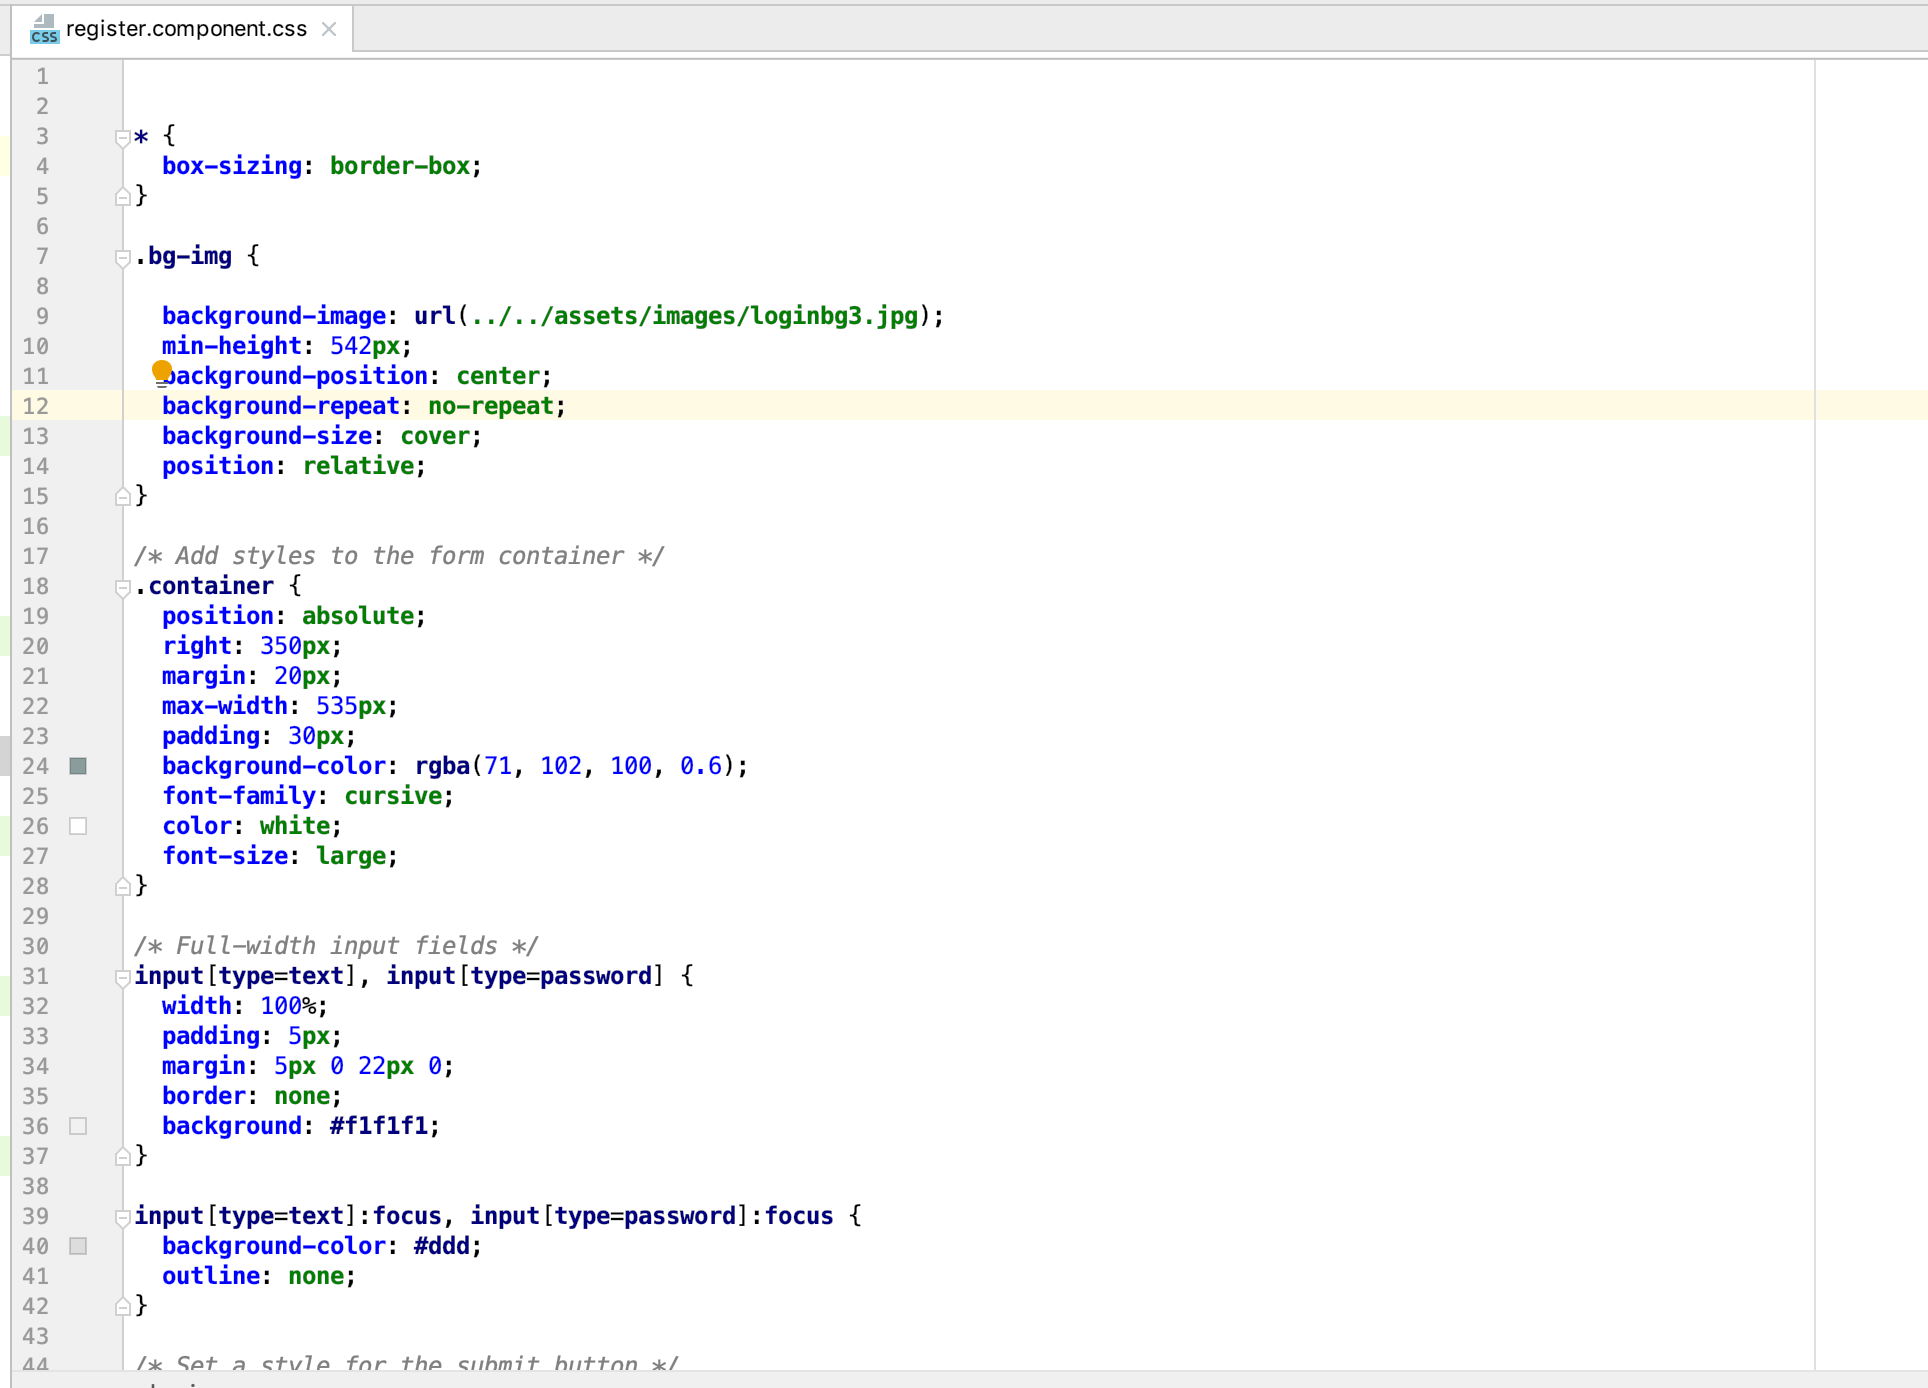 CSS register.component.css
1
2
3 * {
4 box-sizing: border-box;
5 }
6
7 .bg-img {
8
9 background-image: url(../../assets/images/loginbg3.jpg);
10 min-height: 542px;
11 background-position: center;
12 background-repeat: no-repeat;
13 background-size: cover;
14 position: relative;
15 }
16
17 /* Add styles to the form container */
18 .container {
19 position: absolute;
20 right: 350px;
21 margin: 20px;
22 max-width: 535px;
23 padding: 30px;
24 background-color: rgba(71, 102, 100, 0.6);
25 font-family: cursive;
26 color: white;
27 font-size: large;
28 }
29
30 /* Full-width input fields */
31 input[type=text], input[type=password] {
32 width: 100%;
33 padding: 5px;
34 margin: 5px 0 22px 0;
35 border: none;
36 background: #f1f1f1;
37 }
38
39 input[type=text]:focus, input[type=password]:focus {
40 background-color: #ddd;
41 outline: none;
42 }
43
44 /* Set a style for the submit button */